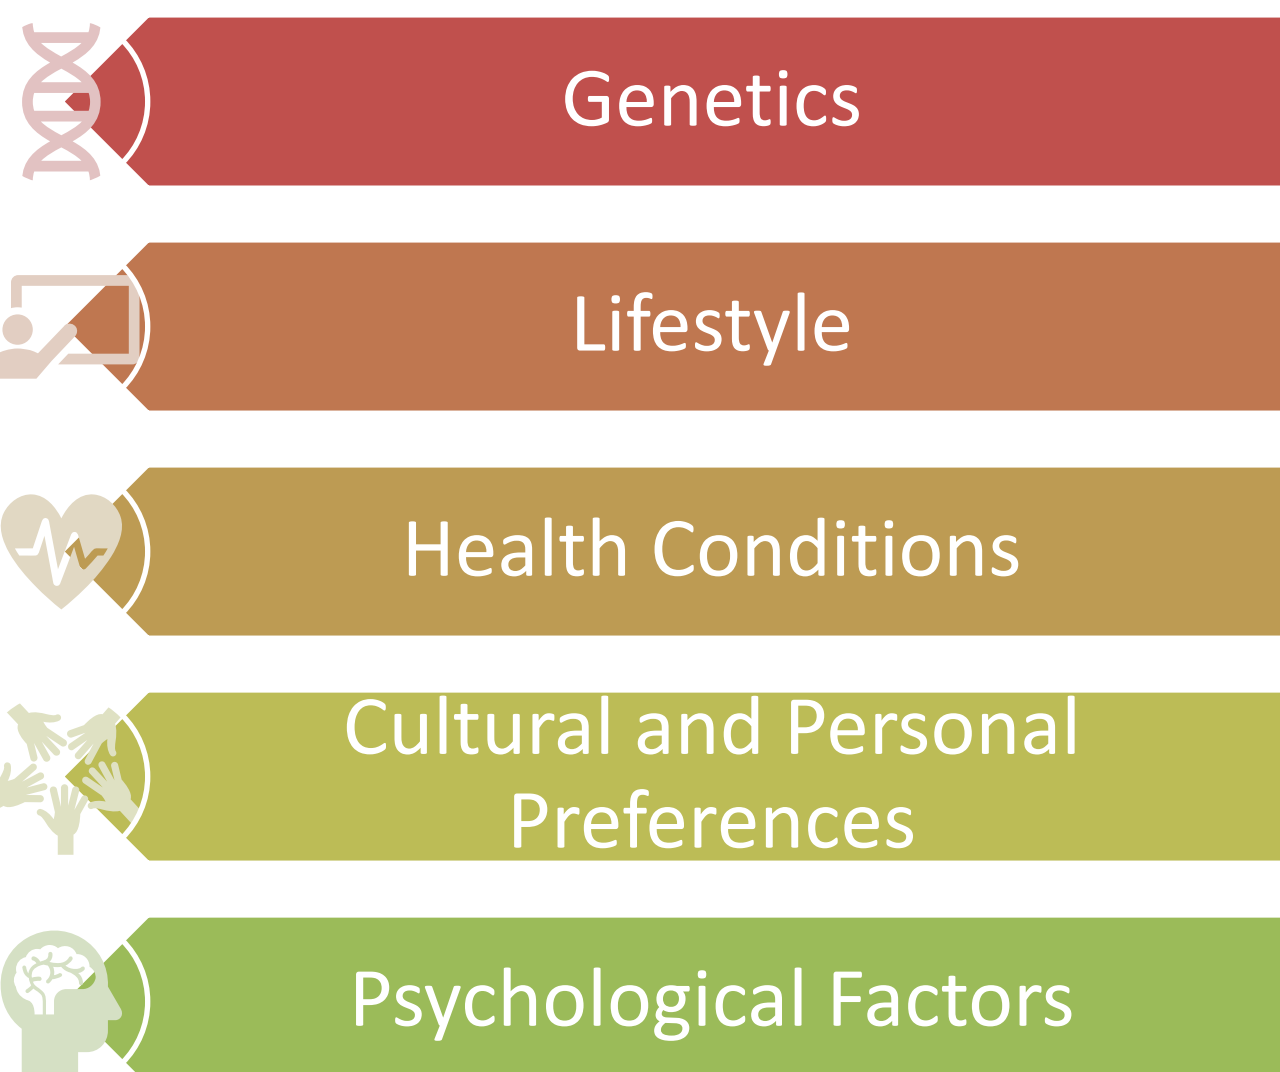 Genetics
Lifestyle
Health Conditions
Cultural and Personal
Preferences
Psychological Factors